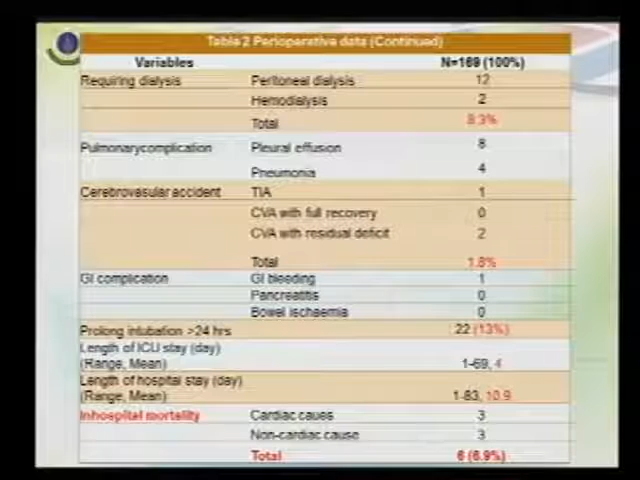 Table 2 Perioperative data (Continued)
Variables N=169 (100%)
Requiring dialysis Peritoneal dialysis 12
Hemodialysis 2
Total 8.3%
Pulmonarycomplication Pleural effusion 8
Pneumonia 4
Cerebrovasular accident TIA 1
CVA with full recovery 0
CVA with residual deficit 2
Total 1.8%
GI complication GI bleeding 1
Pancreatitis 0
Bowel ischaemia 0
Prolong intubation >24 hrs 22 (13%)
Length of ICU stay (day)
(Range, Mean) 1-69, 4
Length of hospital stay (day)
(Range, Mean) 1-83, 10.9
Inhospital mortality Cardiac caues 3
Non-cardiac cause 3
Total 6 (6.9%)